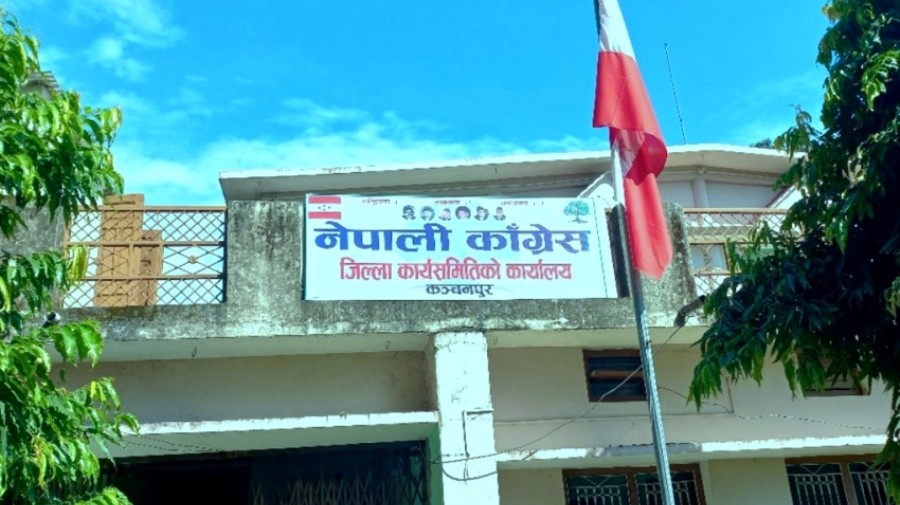 नेपाली काँग्रेस
जिल्ला कार्यसमितिको कार्यालय
कञ्चनपुर